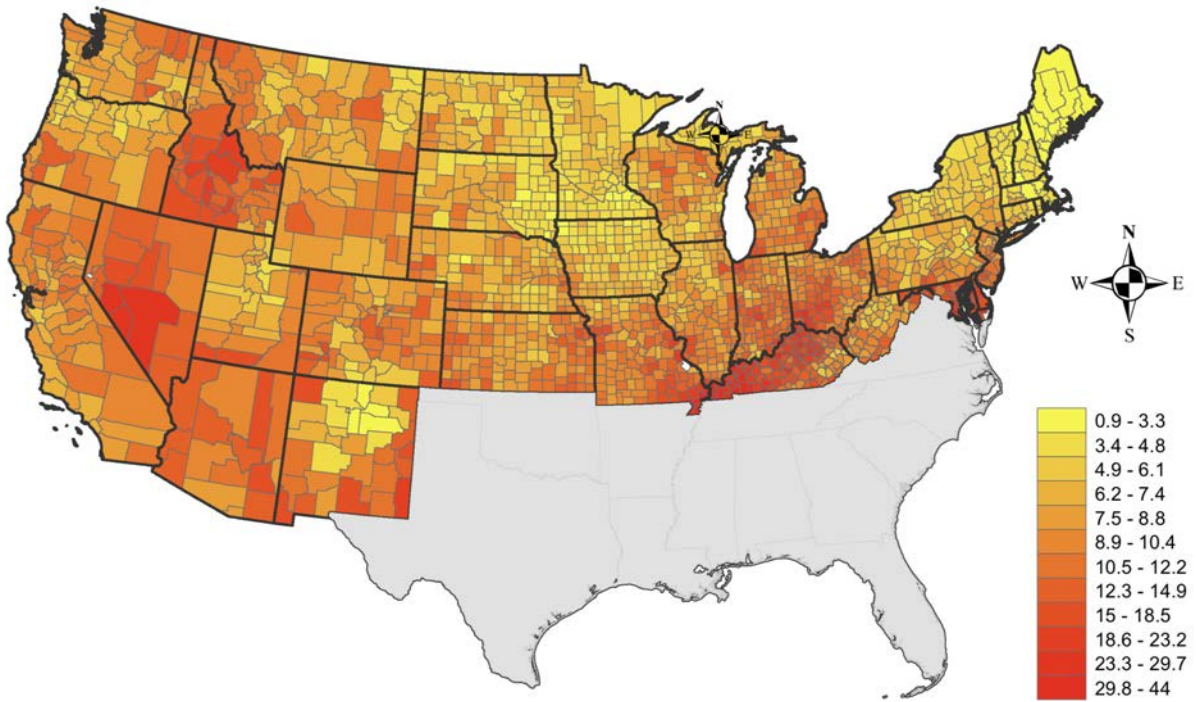 N
W E
N
W E
S
0.9 - 3.3
3.4 - 4.8
4.9 - 6.1
6.2 - 7.4
7.5 - 8.8
8.9 - 10.4
10.5 - 12.2
12.3 - 14.9
15 - 18.5
18.6 - 23.2
23.3 - 29.7
29.8 - 44